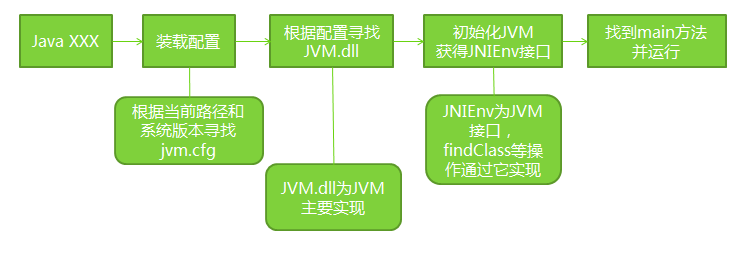 Java XXX
装载配置
根据配置寻找
JVM.dll
初始化JVM
获得JNIEnv接口
找到main方法
并运行
根据当前路径和
系统版本寻找
jvm.cfg
JVM.dll为JVM
主要实现
JNIEnv为JVM
接口，
findClass等操
作通过它实现